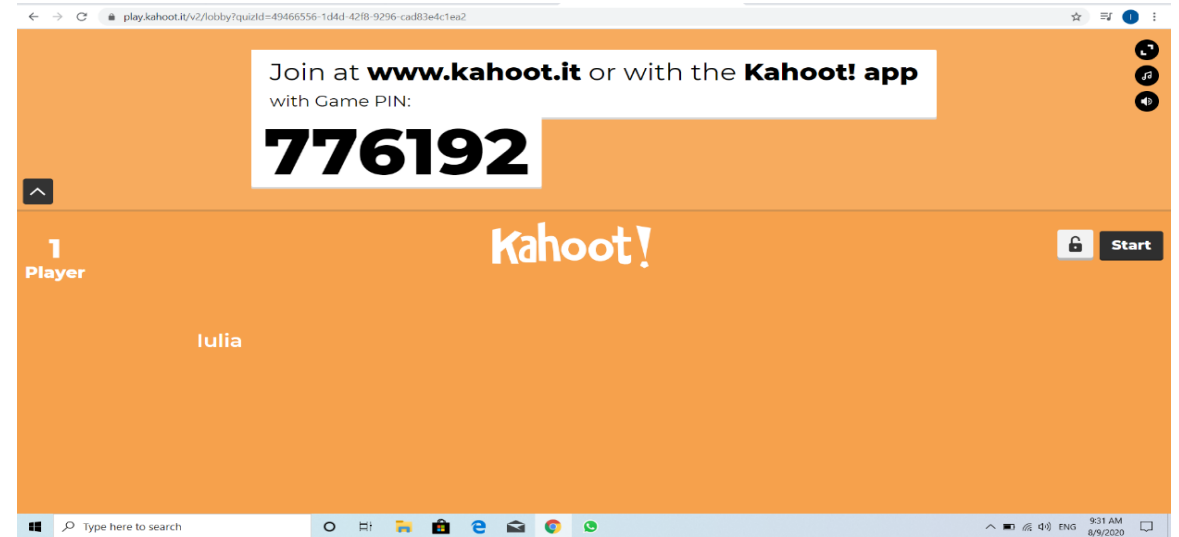 play.kahoot.it/v2/lobby?quizId=49466556-1d4d-42f8-9296-cad83e4c1ea2
Join at www.kahoot.it or with the Kahoot! app
with Game PIN:
776192
1
Player
Kahoot!
Start
Iulia
Type here to search
ENG
9:31 AM
8/9/2020